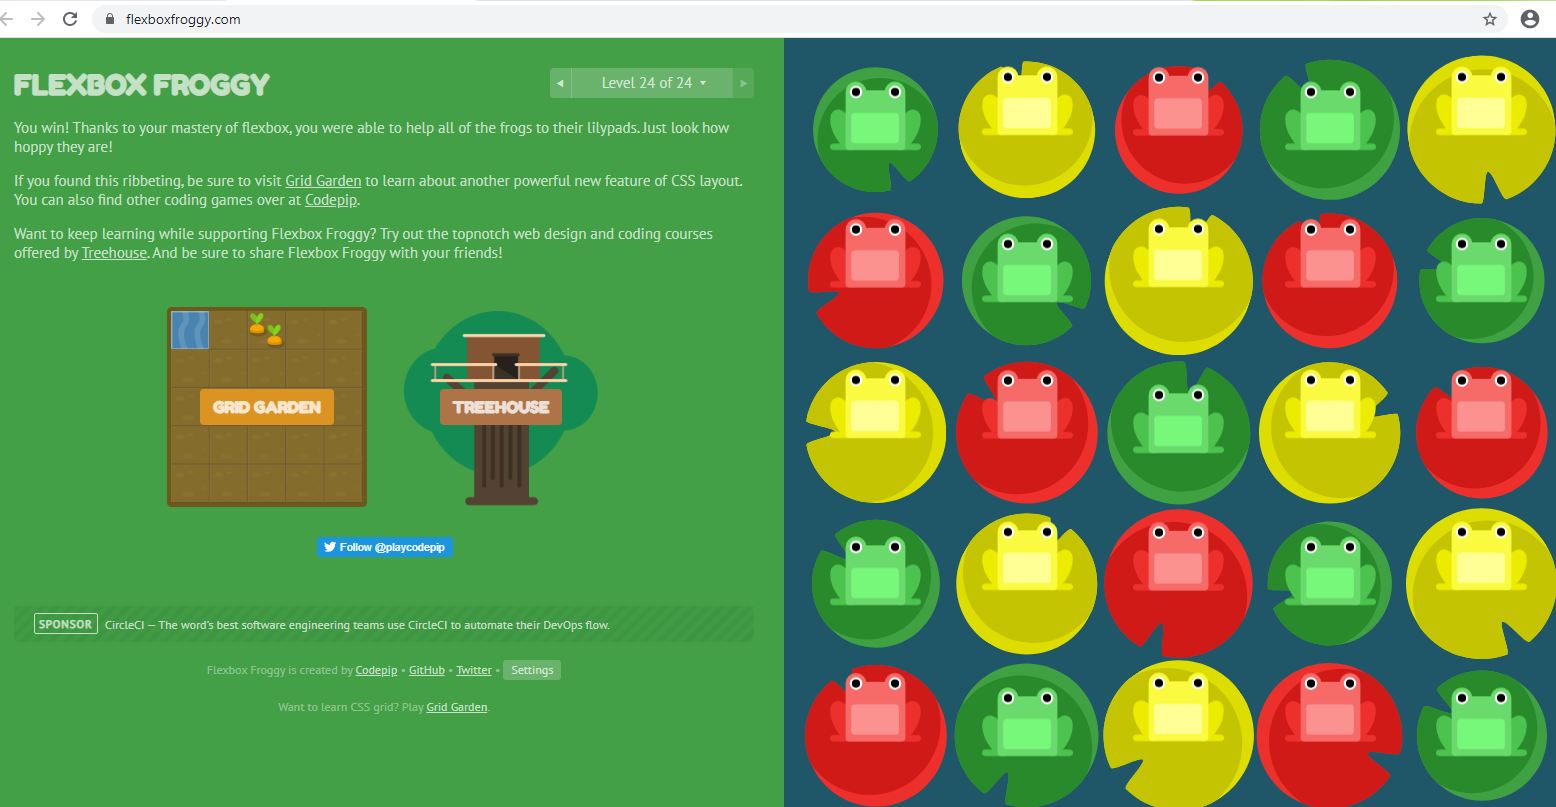 flexboxfroggy.com
FLEXBOX FROGGY
Level 24 of 24
You win! Thanks to your mastery of flexbox, you were able to help all of the frogs to their lilypads. Just look how
hoppy they are!
If you found this ribbeting, be sure to visit Grid Garden to learn about another powerful new feature of CSS layout.
You can also find other coding games over at Codepip.
Want to keep learning while supporting Flexbox Froggy? Try out the topnotch web design and coding courses
offered by Treehouse. And be sure to share Flexbox Froggy with your friends!
GRID GARDEN
TREEHOUSE
Follow @playcodepip
SPONSOR CircleCI — The word's best software engineering teams use CircleCI to automate their DevOps flow.
Flexbox Froggy is created by Codepip • GitHub • Twitter • Settings
Want to learn CSS grid? Play Grid Garden.